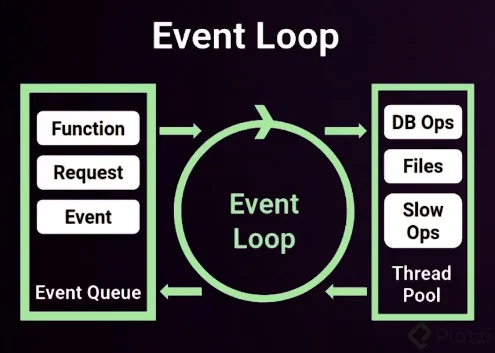 Event Loop
Function
Request
Event
Event Queue
Event
Loop
DB Ops
Files
Slow
Ops
Thread
Pool
Platzi